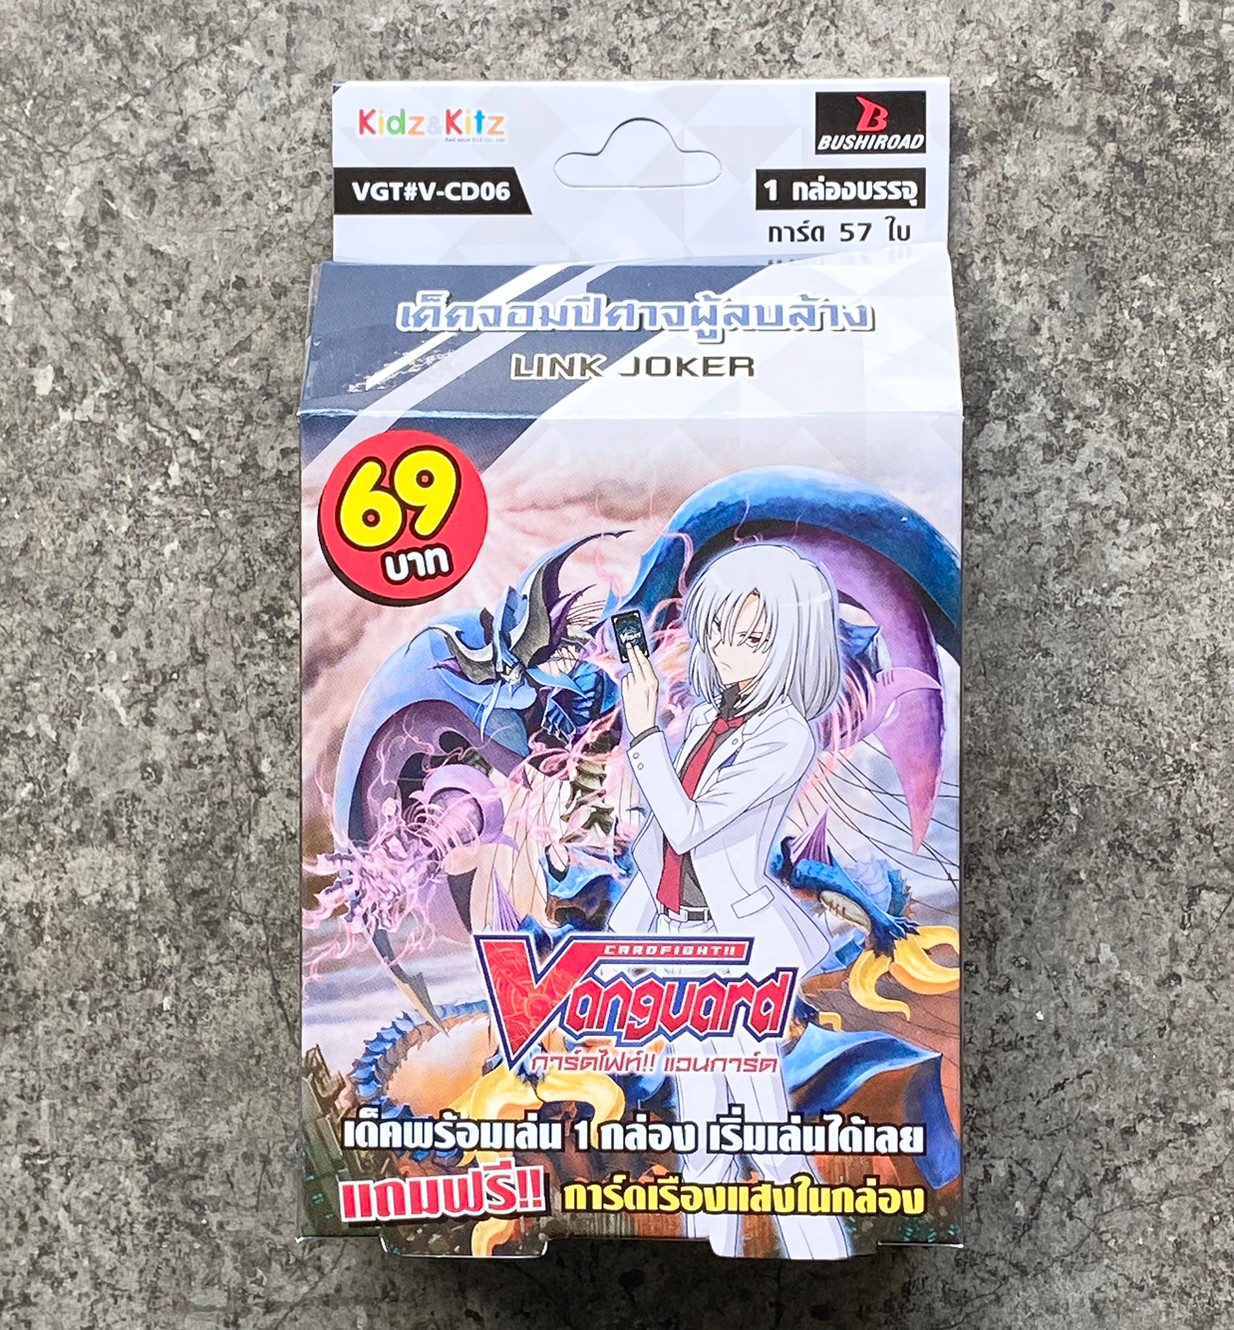 Kidz & Kitz
BUSHIROAD
VGT#V-CD06
1 กล่องบรรจุ
การ์ด 57 ใบ
เด็คจอมปีศาจผู้ลบล้าง
LINK JOKER
69
บาท
CARDFIGHT!!
Vanguard
การ์ดไฟท์!! แวนการ์ด
เด็คพร้อมเล่น 1 กล่อง เริ่มเล่นได้เลย
แถมฟรี!! การ์ดเรืองแสงในกล่อง